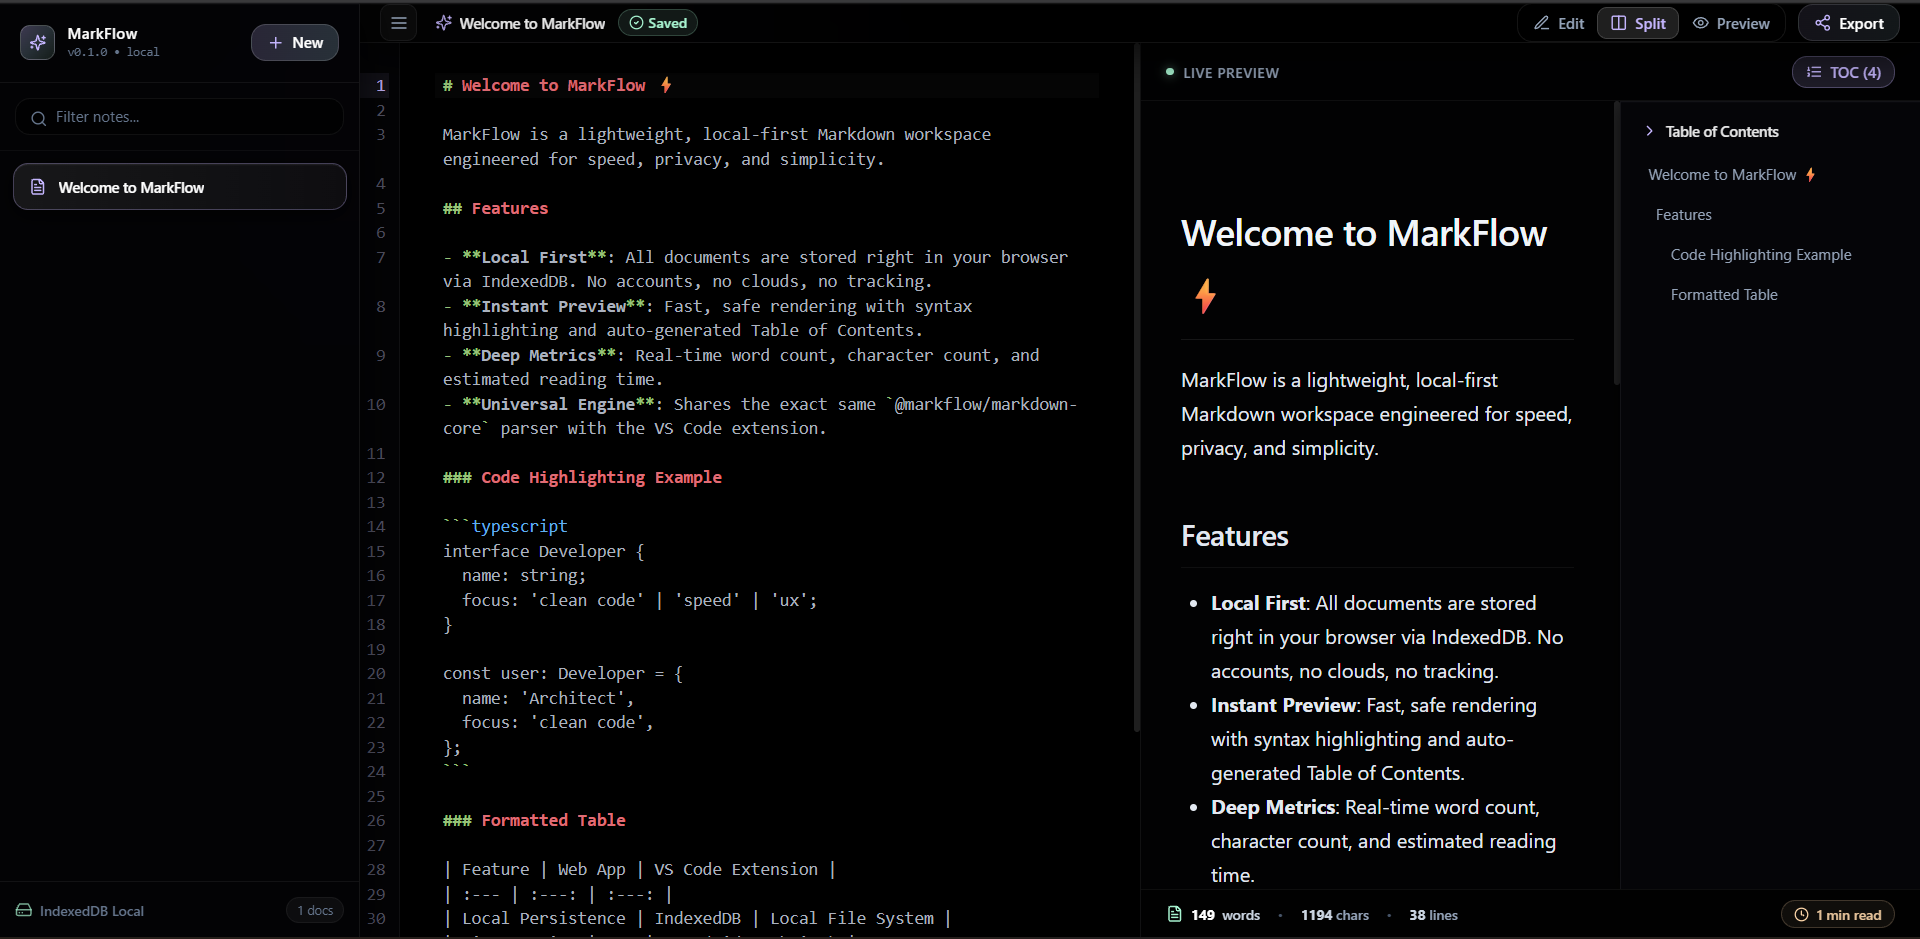 MarkFlow
v0.1.0 • local
New
Filter notes...
Welcome to MarkFlow
IndexedDB Local
1 docs
Welcome to MarkFlow
Saved
Edit
Split
Preview
Export
1 # Welcome to MarkFlow ⚡
2
3 MarkFlow is a lightweight, local-first Markdown workspace
engineered for speed, privacy, and simplicity.
4
5 ## Features
6
7 - **Local First**: All documents are stored right in your browser
via IndexedDB. No accounts, no clouds, no tracking.
8 - **Instant Preview**: Fast, safe rendering with syntax
highlighting and auto-generated Table of Contents.
9 - **Deep Metrics**: Real-time word count, character count, and
estimated reading time.
10 - **Universal Engine**: Shares the exact same `@markflow/markdown-
core` parser with the VS Code extension.
11
12 ### Code Highlighting Example
13
14 ```typescript
15 interface Developer {
16   name: string;
17   focus: 'clean code' | 'speed' | 'ux';
18 }
19
20 const user: Developer = {
21   name: 'Architect',
22   focus: 'clean code',
23 };
24 ```
25
26 ### Formatted Table
27
28 | Feature | Web App | VS Code Extension |
29 | :--- | :---: | :---: |
30 | Local Persistence | IndexedDB | Local File System |
LIVE PREVIEW
TOC (4)
Welcome to MarkFlow
⚡
MarkFlow is a lightweight, local-first
Markdown workspace engineered for speed,
privacy, and simplicity.
Features
• Local First: All documents are stored
right in your browser via IndexedDB. No
accounts, no clouds, no tracking.
• Instant Preview: Fast, safe rendering
with syntax highlighting and auto-
generated Table of Contents.
• Deep Metrics: Real-time word count,
character count, and estimated reading
time.
Table of Contents
Welcome to MarkFlow ⚡
Features
Code Highlighting Example
Formatted Table
149 words • 1194 chars • 38 lines
1 min read